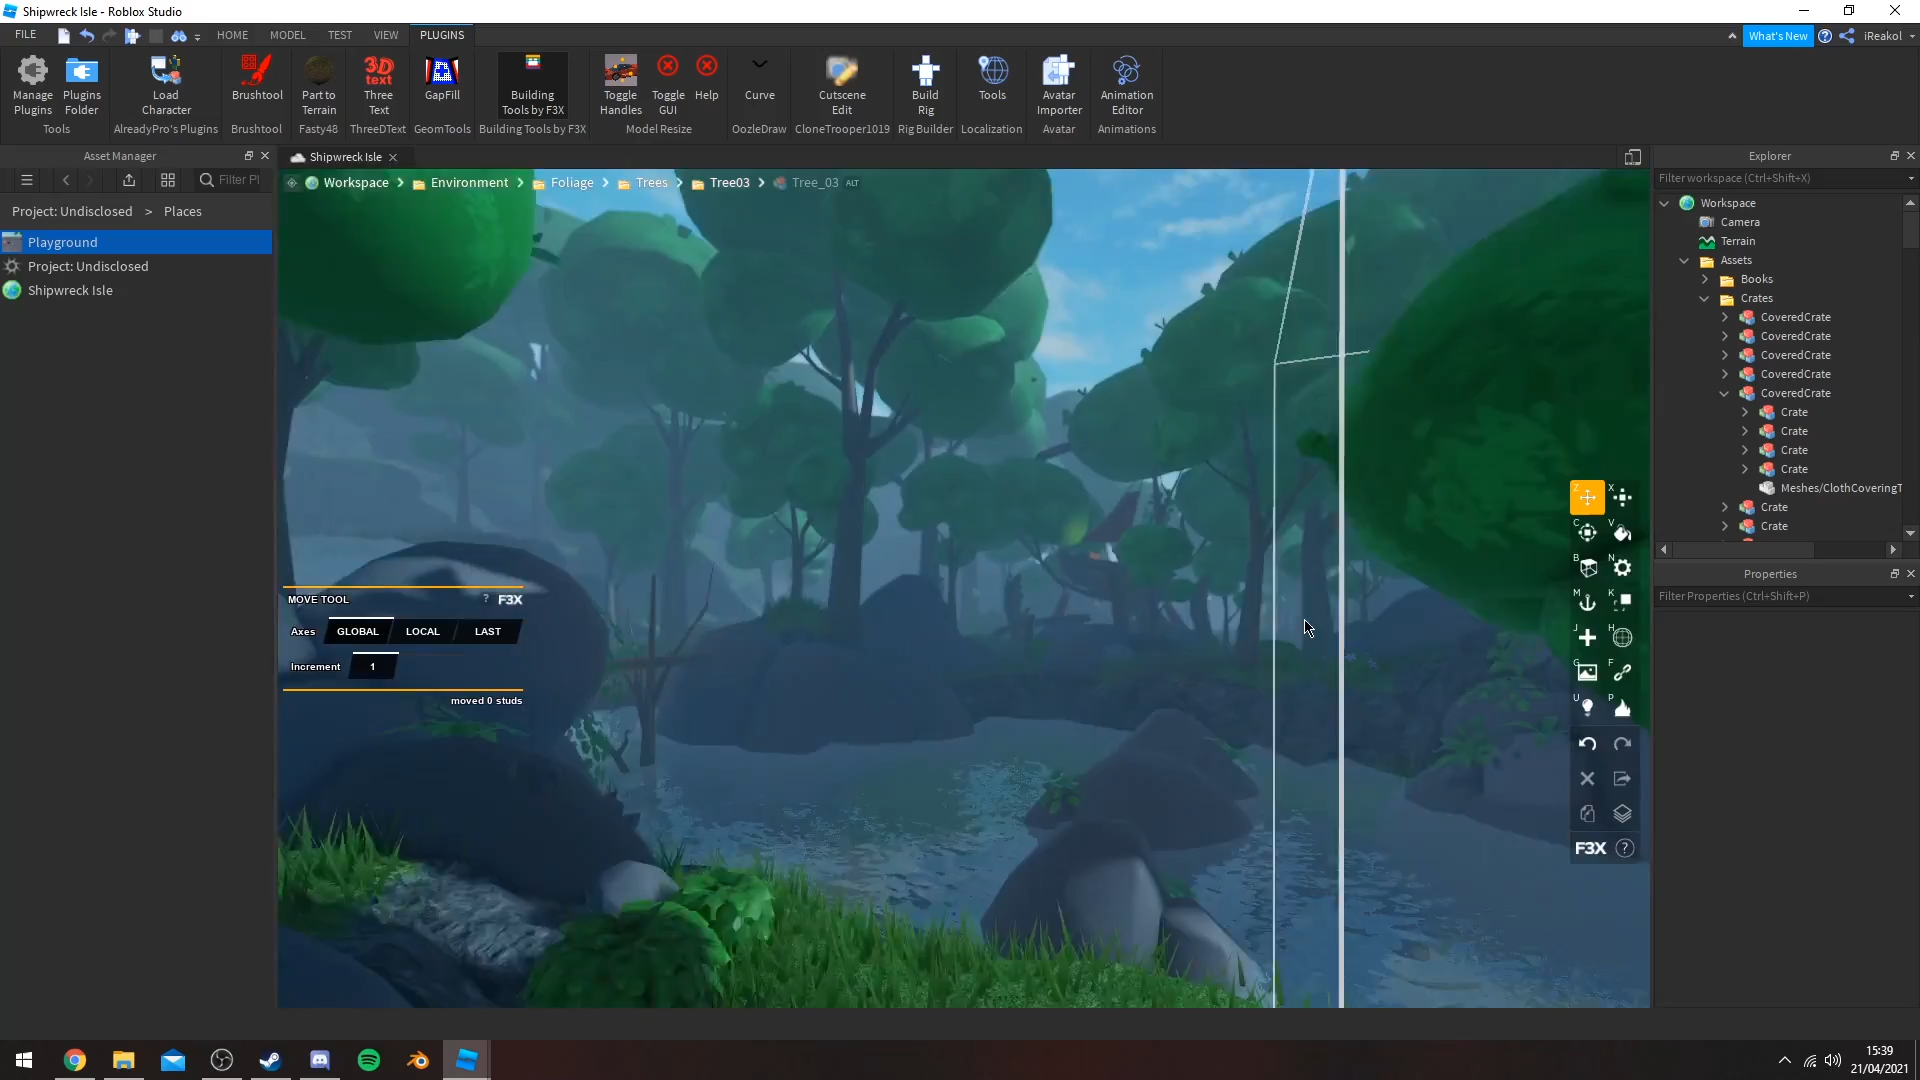 Shipwreck Isle - Roblox Studio
FILE HOME MODEL TEST VIEW PLUGINS What's New iReakol
Manage Plugins
Plugins Folder
Tools
Load Character
AlreadyPro's Plugins
Brushtool
Brushtool
Part to Terrain
Fasty48
3D text
Three Text
ThreeDText
GapFill
GeomTools
Building Tools by F3X
Building Tools by F3X
Toggle Handles
Toggle GUI
Help
Model Resize
Curve
OozleDraw
Cutscene Edit
CloneTrooper1019
Build Rig
Rig Builder
Tools
Localization
Avatar Importer
Avatar
Animation Editor
Animations
Asset Manager
Filter Pl
Project: Undisclosed > Places
Playground
Project: Undisclosed
Shipwreck Isle
Shipwreck Isle
Workspace Environment Foliage Trees Tree03 Tree_03 ALT
MOVE TOOL ? F3X
Axes GLOBAL LOCAL LAST
Increment 1
moved 0 studs
Z X
C V
B N
M K
J H
G F
U P
F3X ?
Explorer
Filter workspace (Ctrl+Shift+X)
Workspace
Camera
Terrain
Assets
Books
Crates
CoveredCrate
CoveredCrate
CoveredCrate
CoveredCrate
CoveredCrate
Crate
Crate
Crate
Crate
Meshes/ClothCoveringT
Crate
Crate
Properties
Filter Properties (Ctrl+Shift+P)
15:39
21/04/2021